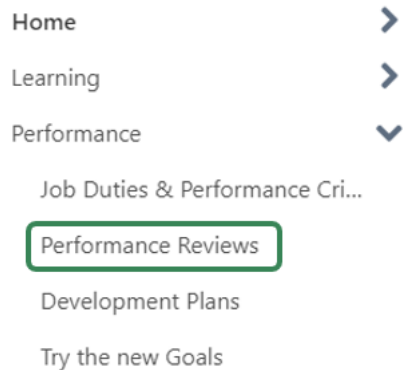 Home
Learning
Performance
Job Duties & Performance Cri...
Performance Reviews
Development Plans
Try the new Goals